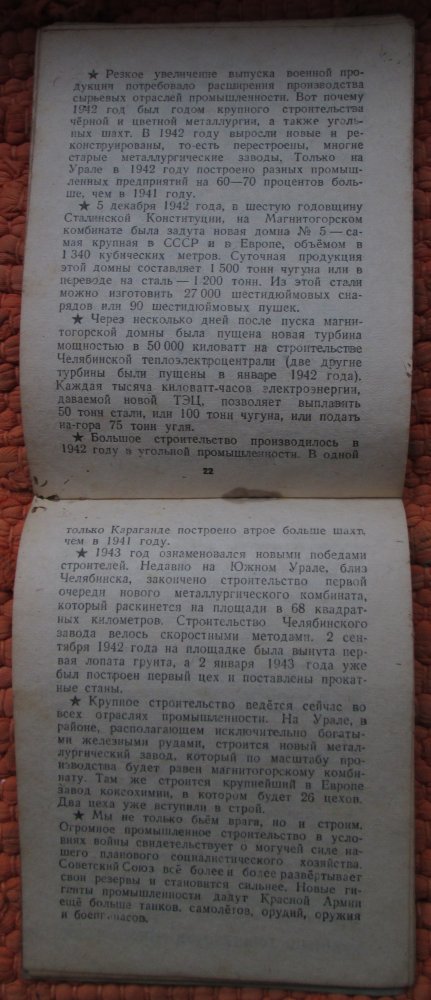 ★ Резкое увеличение выпуска военной про-
дукции потребовало расширения производства
сырьевых отраслей промышленности. Вот почему
1942 год был годом крупного строительства
чёрной и цветной металлургии, а также уголь-
ных шахт. В 1942 году выросли новые и ре-
конструированы, то-есть перестроены, многие
старые металлургические заводы. Только на
Урале в 1942 году построено разных промыш-
ленных предприятий на 60—70 процентов боль-
ше, чем в 1941 году.
★ 5 декабря 1942 года, в шестую годовщину
Сталинской Конституции, на Магнитогорском
комбинате была задута новая домна № 5 — са-
мая крупная в СССР и в Европе, объёмом в
1 340 кубических метров. Суточная продукция
этой домны составляет 1 500 тонн чугуна или в
переводе на сталь — 1 200 тонн. Из этой стали
можно изготовить 27 000 шестидюймовых сна-
рядов или 90 шестидюймовых пушек.
★ Через несколько дней после пуска магни-
тогорской домны была пущена новая турбина
мощностью в 50 000 киловатт на строительстве
Челябинской теплоэлектроцентрали (две другие
турбины были пущены в январе 1942 года).
Каждая тысяча киловатт-часов электроэнергии,
даваемой новой ТЭЦ, позволяет выплавить
50 тонн стали, или 100 тонн чугуна, или подать
на-гора 75 тонн угля.
★ Большое строительство производилось в
1942 году в угольной промышленности. В одной
22
только Караганде построено втрое больше шахт,
чем в 1941 году.
★ 1943 год ознаменовался новыми победами
строителей. Недавно на Южном Урале, близ
Челябинска, закончено строительство первой
очереди нового металлургического комбината,
который раскинется на площади в 68 квадрат-
ных километров. Строительство Челябинского
завода велось скоростными методами. 2 сен-
тября 1942 года на площадке была вынута пер-
вая лопата грунта, а 2 января 1943 года уже
был построен первый цех и поставлены прокат-
ные станы.
★ Крупное строительство ведётся сейчас во
всех отраслях промышленности. На Урале, в
районе, располагающем исключительно богаты-
ми железными рудами, строится новый метал-
лургический завод, который по масштабу про-
изводства будет равен магнитогорскому комби-
нату. Там же строится крупнейший в Европе
завод коксохимии, в котором будет 26 цехов.
Два цеха уже вступили в строй.
★ Мы не только бьём врага, но и строим.
Огромное промышленное строительство в усло-
виях войны свидетельствует о могучей силе на-
шего планового социалистического хозяйства.
Советский Союз всё более и более развёртывает
свои резервы и становится сильнее. Новые ги-
ганты промышленности дадут Красной Армии
ещё больше танков, самолётов, орудий, оружия
и боеприпасов.